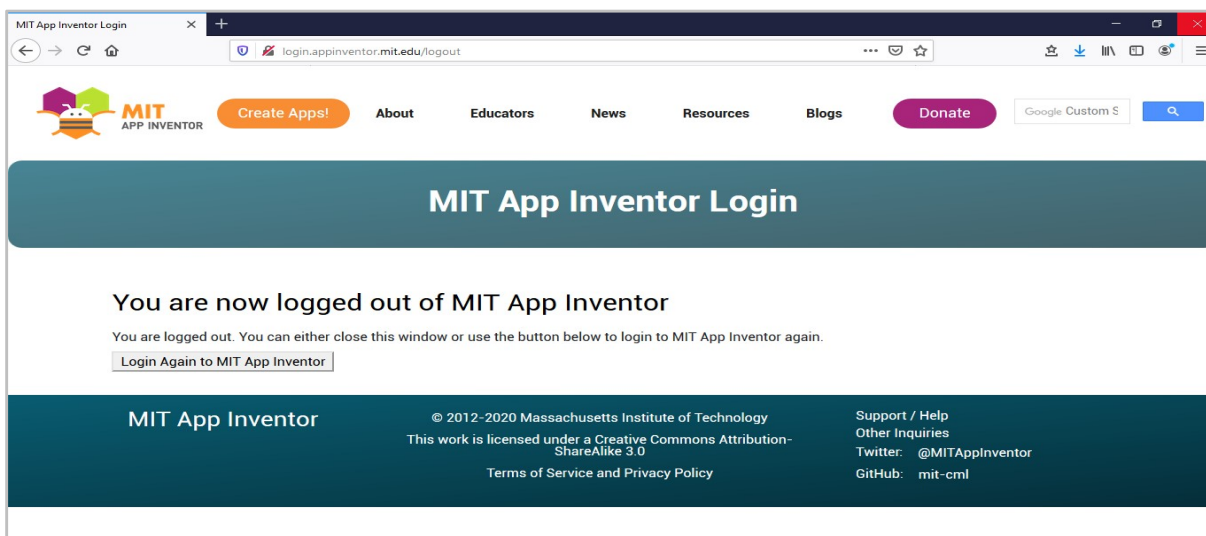 MIT App Inventor Login
login.appinventor.mit.edu/logout
MIT
APP INVENTOR
Create Apps!
About
Educators
News
Resources
Blogs
Donate
Google Custom S
MIT App Inventor Login
You are now logged out of MIT App Inventor
You are logged out. You can either close this window or use the button below to login to MIT App Inventor again.
Login Again to MIT App Inventor
MIT App Inventor
© 2012-2020 Massachusetts Institute of Technology
This work is licensed under a Creative Commons Attribution-
ShareAlike 3.0
Terms of Service and Privacy Policy
Support / Help
Other Inquiries
Twitter: @MITAppInventor
GitHub: mit-cml